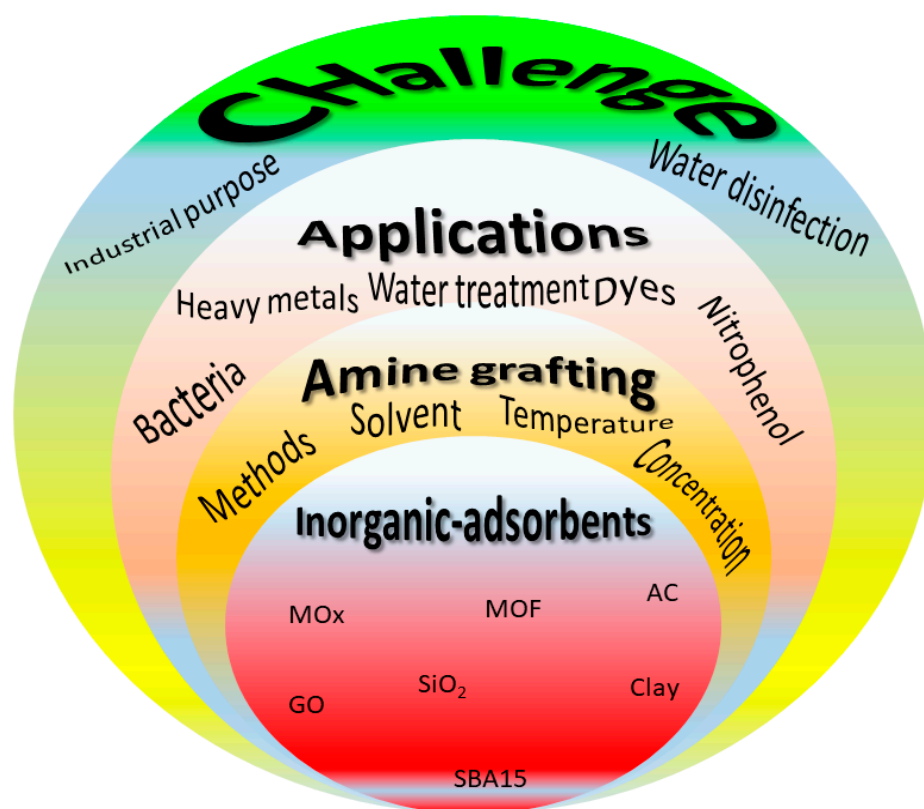 CHallenge
Industrial purpose
Water disinfection
Applications
Heavy metals
Water treatment
Dyes
Bacteria
Nitrophenol
Amine grafting
Methods
Solvent
Temperature
Concentration
Inorganic-adsorbents
MOx
MOF
AC
GO
SiO₂
Clay
SBA15